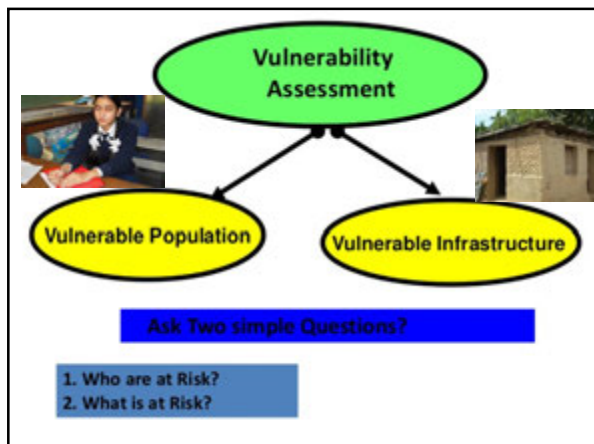 Vulnerability
Assessment
Vulnerable Population
Vulnerable Infrastructure
Ask Two simple Questions?
1. Who are at Risk?
2. What is at Risk?